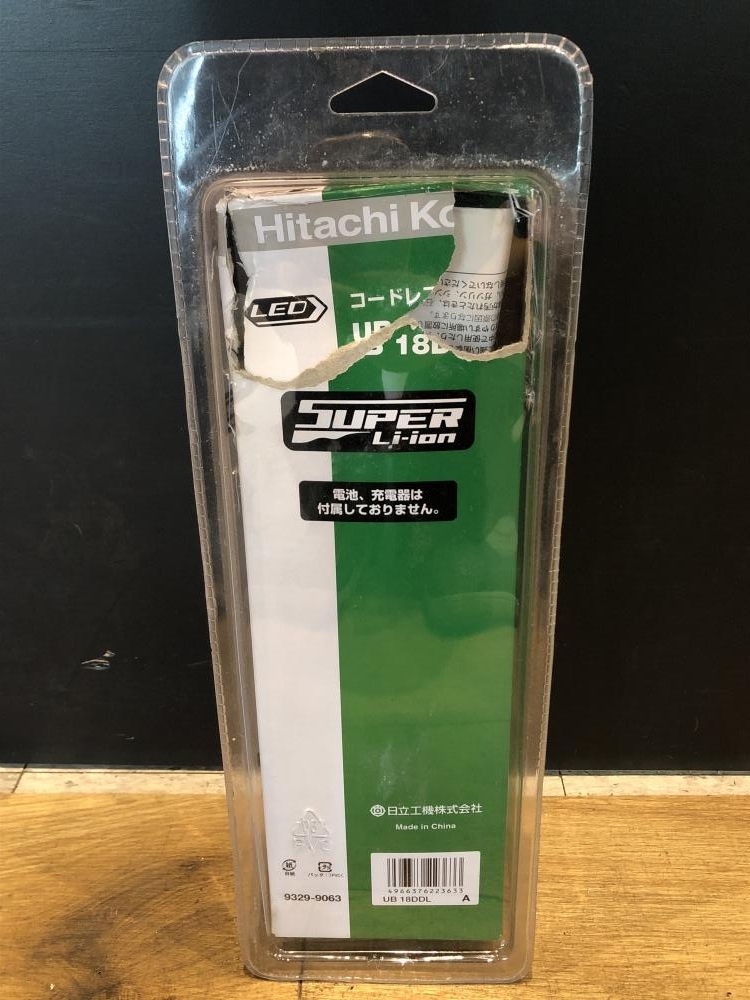 Hitachi Ko
LED
コードレス
UB 18D
SUPER
Li-ion
電池、充電器は
付属しておりません。
日立工機株式会社
Made in China
紙
9329-9063
4966376223633
UB 18DDL A